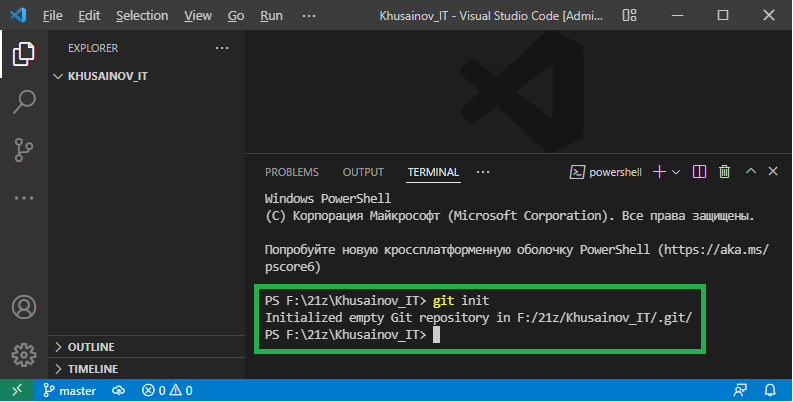 File Edit Selection View Go Run ··· Khusainov_IT - Visual Studio Code [Admi...
EXPLORER ···
KHUSAINOV_IT
PROBLEMS OUTPUT TERMINAL ··· powershell
Windows PowerShell
(C) Корпорация Майкрософт (Microsoft Corporation). Все права защищены.
Попробуйте новую кроссплатформенную оболочку PowerShell (https://aka.ms/
pscore6)
PS F:\21z\Khusainov_IT> git init
Initialized empty Git repository in F:/21z/Khusainov_IT/.git/
PS F:\21z\Khusainov_IT>
OUTLINE
TIMELINE
master 0 0